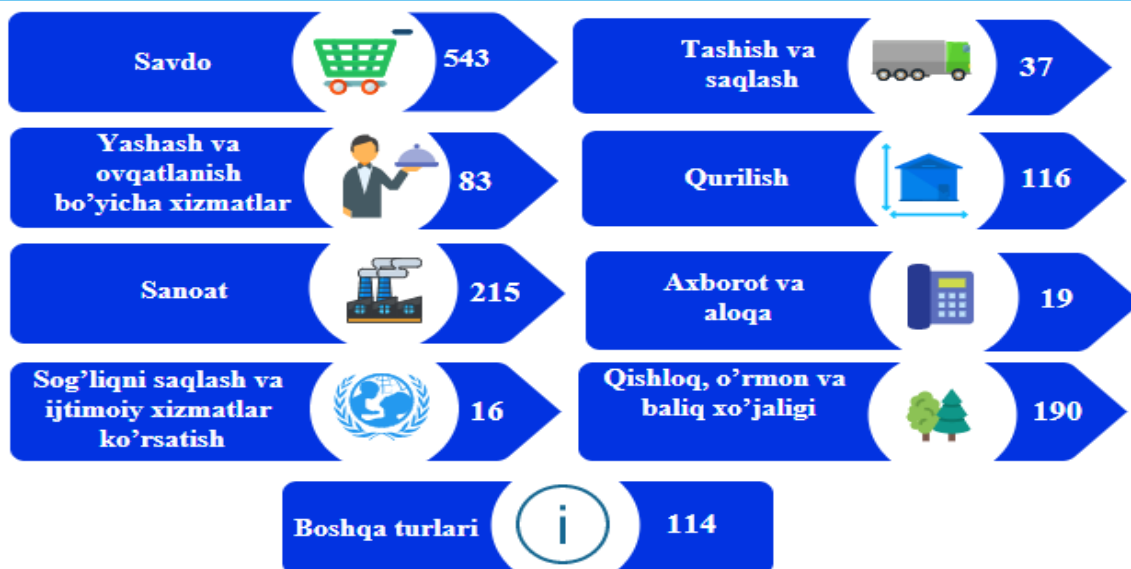 Savdo
543
Tashish va
saqlash
37
Yashash va
ovqatlanish
bo’yicha xizmatlar
83
Qurilish
116
Sanoat
215
Axborot va
aloqa
19
Sog’liqni saqlash va
ijtimoiy xizmatlar
ko’rsatish
16
Qishloq, o’rmon va
baliq xo’jaligi
190
Boshqa turlari
i
114